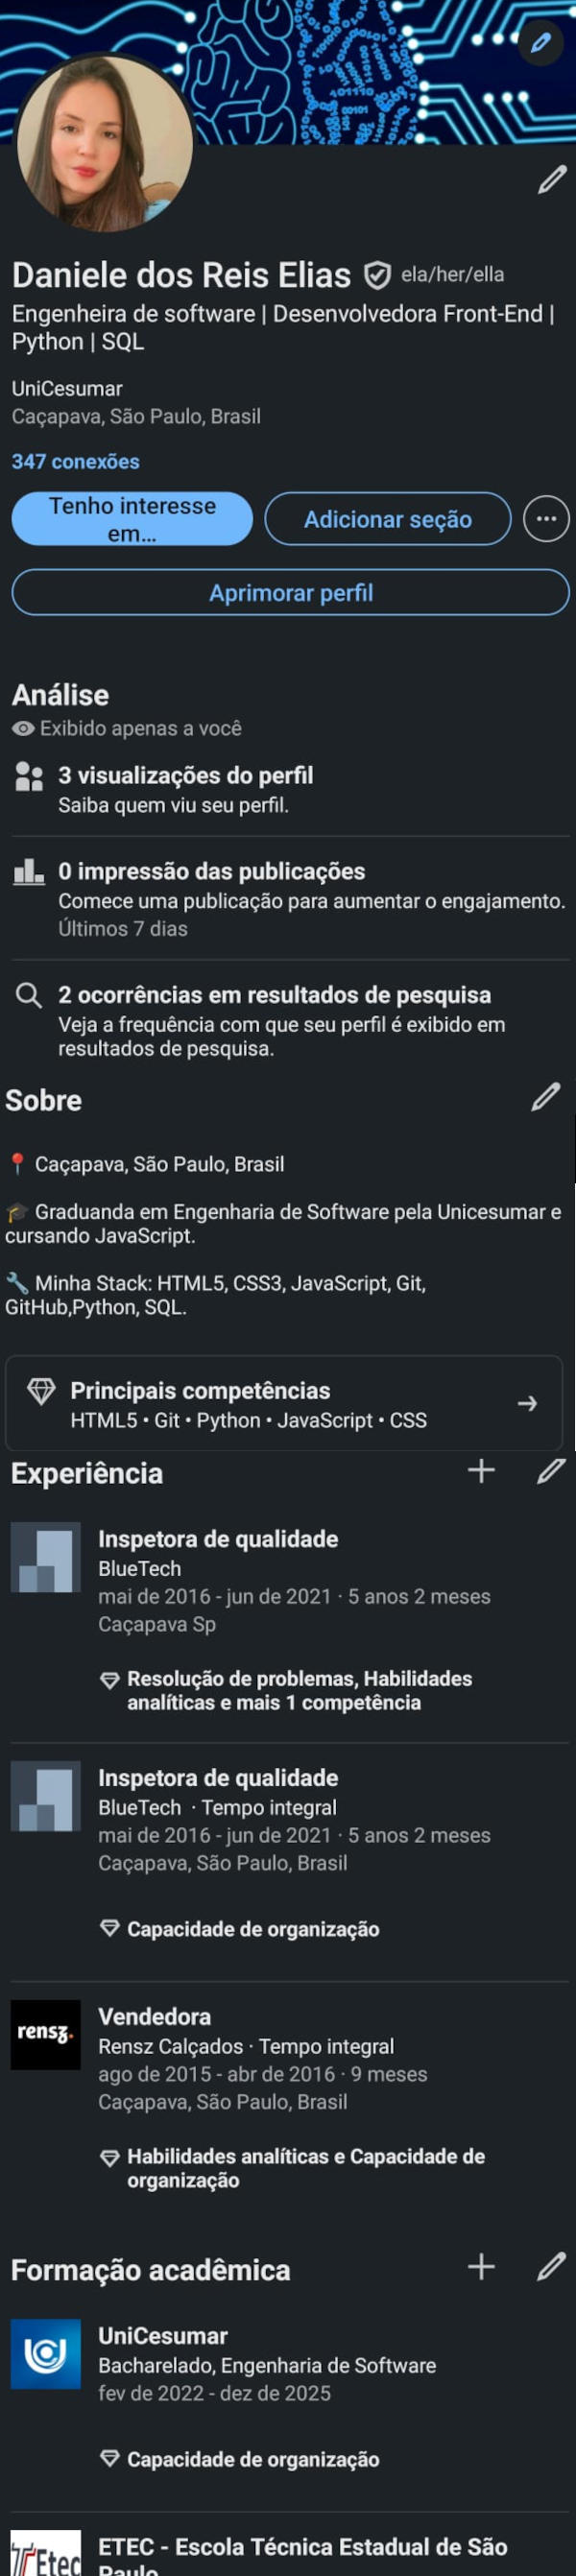 Daniele dos Reis Elias ela/her/ella
Engenheira de software | Desenvolvedora Front-End |
Python | SQL
UniCesumar
Caçapava, São Paulo, Brasil
347 conexões
Tenho interesse
em...
Adicionar seção
Aprimorar perfil
Análise
Exibido apenas a você
3 visualizações do perfil
Saiba quem viu seu perfil.
0 impressão das publicações
Comece uma publicação para aumentar o engajamento.
Últimos 7 dias
2 ocorrências em resultados de pesquisa
Veja a frequência com que seu perfil é exibido em
resultados de pesquisa.
Sobre
📍 Caçapava, São Paulo, Brasil
🎓 Graduanda em Engenharia de Software pela Unicesumar e
cursando JavaScript.
🔧 Minha Stack: HTML5, CSS3, JavaScript, Git,
GitHub,Python, SQL.
Principais competências
HTML5 • Git • Python • JavaScript • CSS
Experiência
Inspetora de qualidade
BlueTech
mai de 2016 - jun de 2021 · 5 anos 2 meses
Caçapava Sp
Resolução de problemas, Habilidades
analíticas e mais 1 competência
Inspetora de qualidade
BlueTech · Tempo integral
mai de 2016 - jun de 2021 · 5 anos 2 meses
Caçapava, São Paulo, Brasil
Capacidade de organização
rensz.
Vendedora
Rensz Calçados · Tempo integral
ago de 2015 - abr de 2016 · 9 meses
Caçapava, São Paulo, Brasil
Habilidades analíticas e Capacidade de
organização
Formação acadêmica
UniCesumar
Bacharelado, Engenharia de Software
fev de 2022 - dez de 2025
Capacidade de organização
Etec
ETEC - Escola Técnica Estadual de São
Paulo